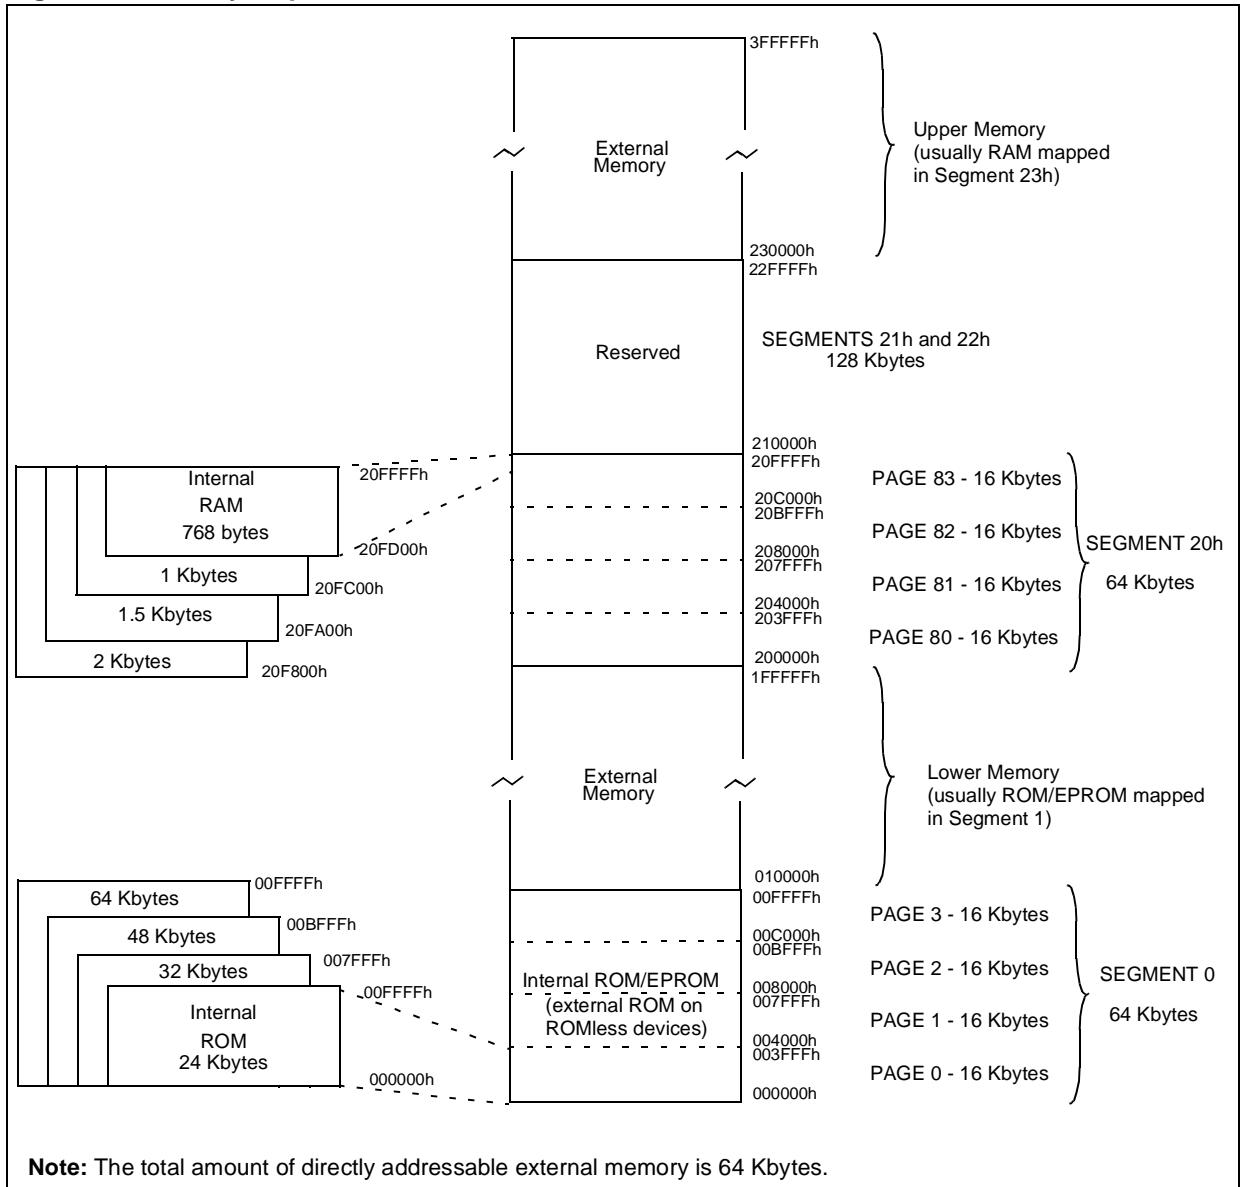 3FFFFFh
External
Memory
Upper Memory
(usually RAM mapped
in Segment 23h)
230000h
22FFFFh
Reserved
SEGMENTS 21h and 22h
128 Kbytes
210000h
20FFFFh
Internal
RAM
768 bytes
20FFFFh
20FD00h
1 Kbytes
20FC00h
1.5 Kbytes
20FA00h
2 Kbytes
20F800h
PAGE 83 - 16 Kbytes
20C000h
20BFFFh
PAGE 82 - 16 Kbytes
208000h
207FFFh
PAGE 81 - 16 Kbytes
204000h
203FFFh
PAGE 80 - 16 Kbytes
200000h
1FFFFFh
SEGMENT 20h
64 Kbytes
External
Memory
Lower Memory
(usually ROM/EPROM mapped
in Segment 1)
010000h
00FFFFh
64 Kbytes
00FFFFh
48 Kbytes
00BFFFh
32 Kbytes
007FFFh
Internal
ROM
24 Kbytes
00FFFFh
000000h
Internal ROM/EPROM
(external ROM on
ROMless devices)
PAGE 3 - 16 Kbytes
00C000h
00BFFFh
PAGE 2 - 16 Kbytes
008000h
007FFFh
PAGE 1 - 16 Kbytes
004000h
003FFFh
PAGE 0 - 16 Kbytes
000000h
SEGMENT 0
64 Kbytes
Note: The total amount of directly addressable external memory is 64 Kbytes.